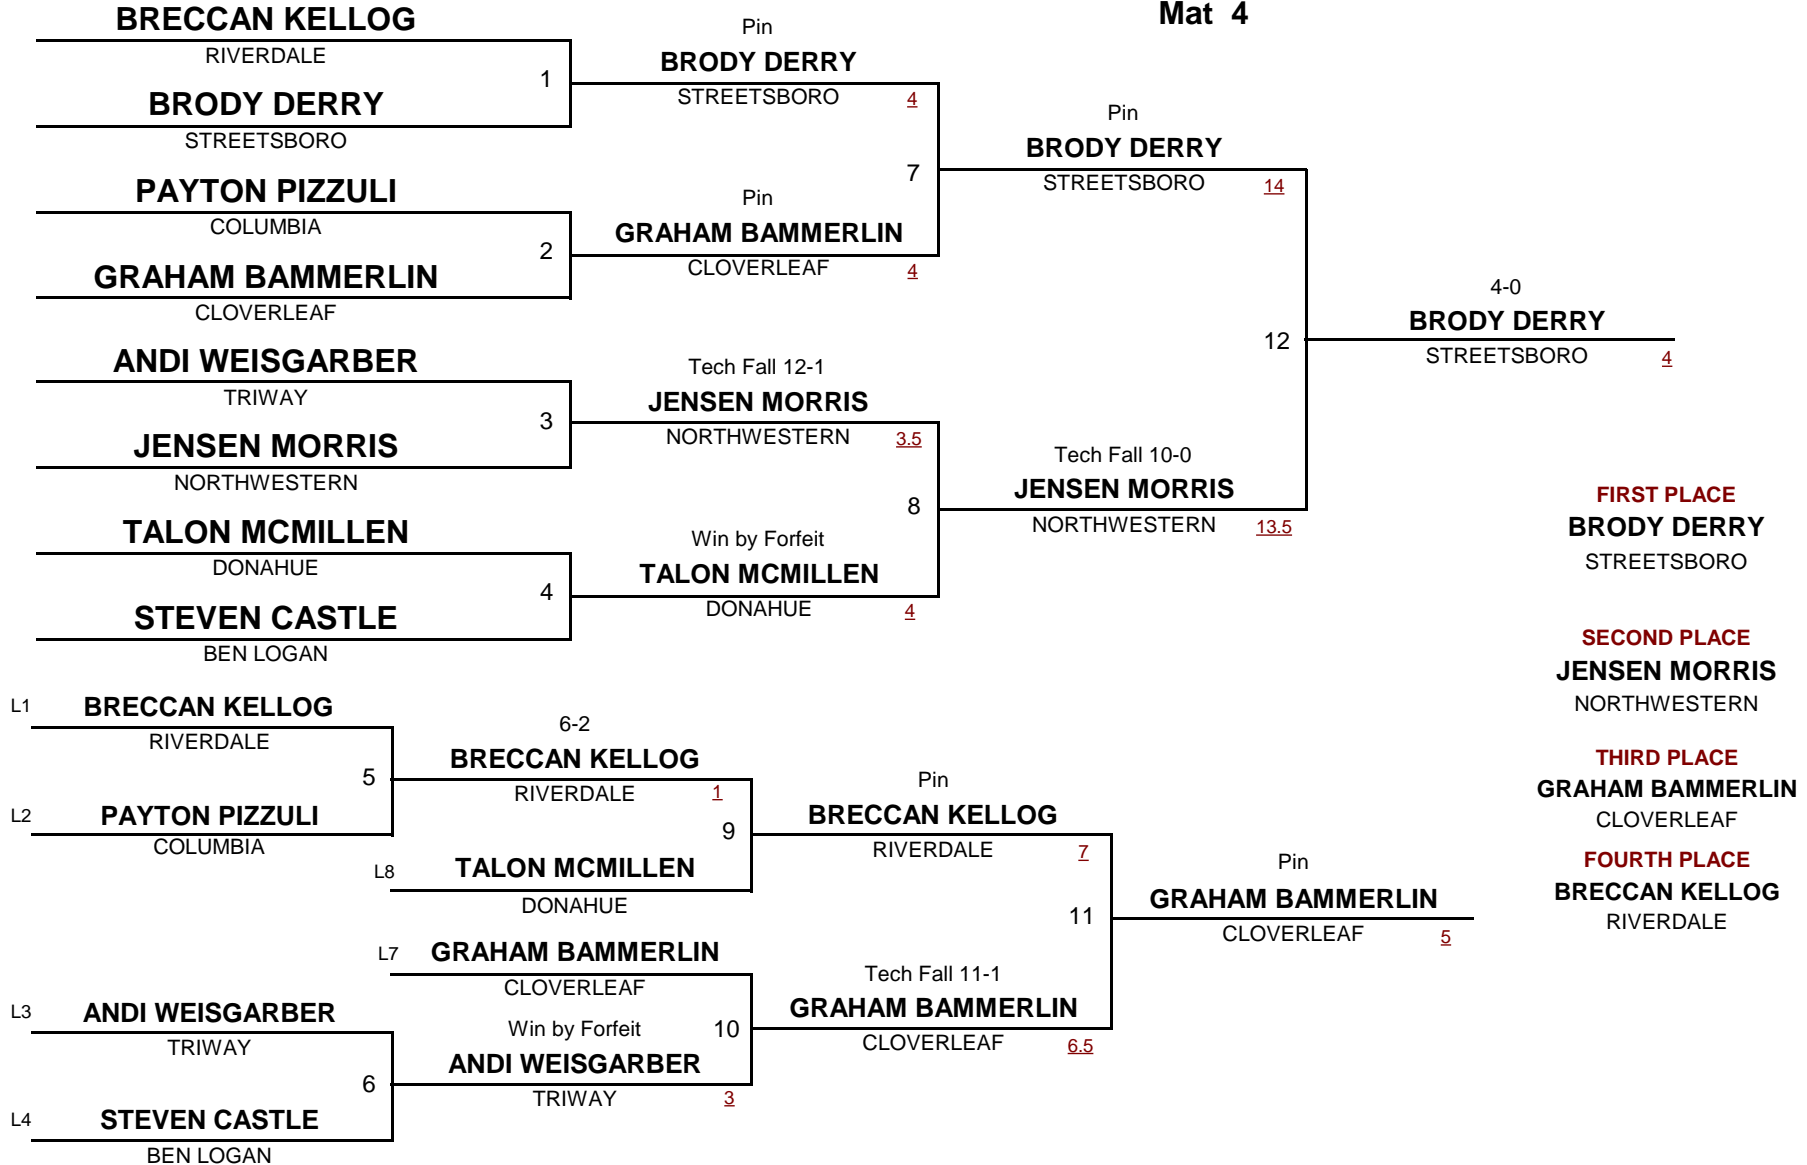 Mat 4
BRECCAN KELLOG
RIVERDALE
1
BRODY DERRY
STREETSBORO
PAYTON PIZZULI
COLUMBIA
2
GRAHAM BAMMERLIN
CLOVERLEAF
ANDI WEISGARBER
TRIWAY
3
JENSEN MORRIS
NORTHWESTERN
TALON MCMILLEN
DONAHUE
4
STEVEN CASTLE
BEN LOGAN
Pin
BRODY DERRY
STREETSBORO 4
7
Pin
GRAHAM BAMMERLIN
CLOVERLEAF 4
Tech Fall 12-1
JENSEN MORRIS
NORTHWESTERN 3.5
8
Win by Forfeit
TALON MCMILLEN
DONAHUE 4
Pin
BRODY DERRY
STREETSBORO 14
12
Tech Fall 10-0
JENSEN MORRIS
NORTHWESTERN 13.5
4-0
BRODY DERRY
STREETSBORO 4
FIRST PLACE
BRODY DERRY
STREETSBORO
SECOND PLACE
JENSEN MORRIS
NORTHWESTERN
THIRD PLACE
GRAHAM BAMMERLIN
CLOVERLEAF
FOURTH PLACE
BRECCAN KELLOG
RIVERDALE
L1 BRECCAN KELLOG
RIVERDALE
5
L2 PAYTON PIZZULI
COLUMBIA
L3 ANDI WEISGARBER
TRIWAY
6
L4 STEVEN CASTLE
BEN LOGAN
6-2
BRECCAN KELLOG
RIVERDALE 1
9
L8 TALON MCMILLEN
DONAHUE
L7 GRAHAM BAMMERLIN
CLOVERLEAF
Win by Forfeit 10
ANDI WEISGARBER
TRIWAY 3
Pin
BRECCAN KELLOG
RIVERDALE 7
11
Tech Fall 11-1
GRAHAM BAMMERLIN
CLOVERLEAF 6.5
Pin
GRAHAM BAMMERLIN
CLOVERLEAF 5